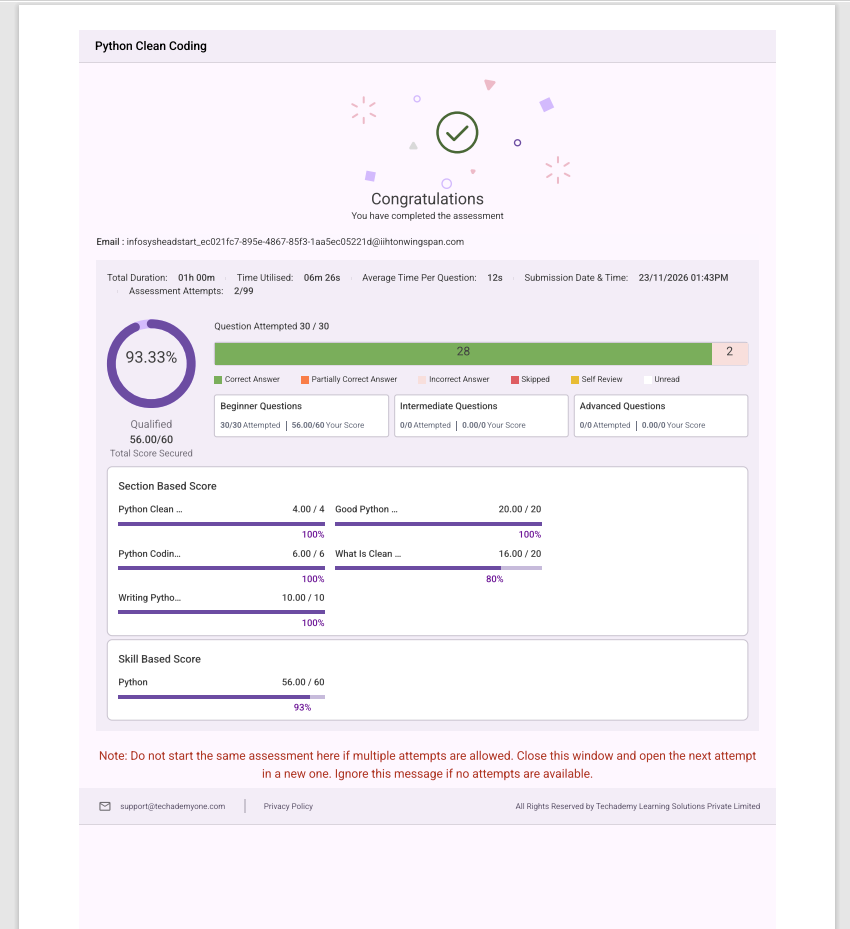 Python Clean Coding
Congratulations
You have completed the assessment
Email : infosysheadstart_ec021fc7-895e-4867-85f3-1aa5ec05221d@iihtonwingspan.com
Total Duration: 01h 00m Time Utilised: 06m 26s Average Time Per Question: 12s Submission Date & Time: 23/11/2026 01:43PM
Assessment Attempts: 2/99
93.33%
Qualified
56.00/60
Total Score Secured
Question Attempted 30 / 30
28 2
Correct Answer Partially Correct Answer Incorrect Answer Skipped Self Review Unread
Beginner Questions
30/30 Attempted | 56.00/60 Your Score
Intermediate Questions
0/0 Attempted | 0.00/0 Your Score
Advanced Questions
0/0 Attempted | 0.00/0 Your Score
Section Based Score
Python Clean ... 4.00 / 4
100%
Good Python ... 20.00 / 20
100%
Python Codin... 6.00 / 6
100%
What Is Clean ... 16.00 / 20
80%
Writing Pytho... 10.00 / 10
100%
Skill Based Score
Python 56.00 / 60
93%
Note: Do not start the same assessment here if multiple attempts are allowed. Close this window and open the next attempt
in a new one. Ignore this message if no attempts are available.
support@techademyone.com | Privacy Policy All Rights Reserved by Techademy Learning Solutions Private Limited